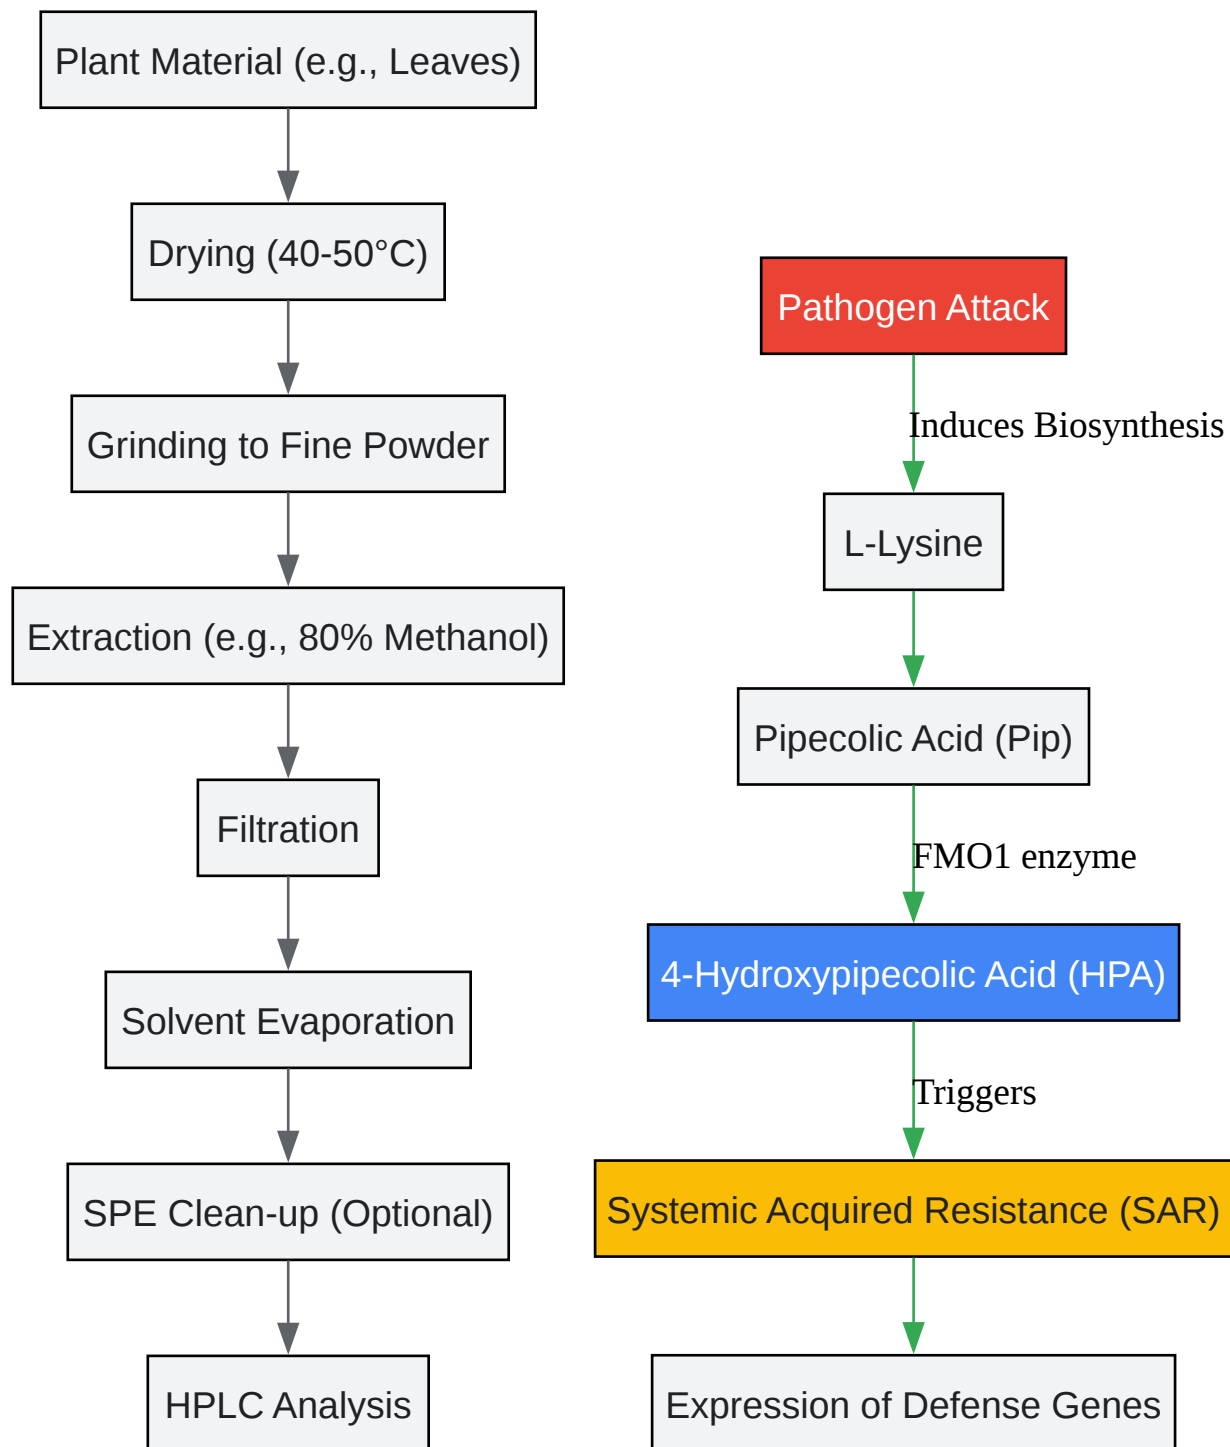 Plant Material (e.g., Leaves)
Drying (40-50°C)
Grinding to Fine Powder
Extraction (e.g., 80% Methanol)
Filtration
Solvent Evaporation
SPE Clean-up (Optional)
HPLC Analysis
Pathogen Attack
Induces Biosynthesis
L-Lysine
Pipecolic Acid (Pip)
FMO1 enzyme
4-Hydroxypipecolic Acid (HPA)
Triggers
Systemic Acquired Resistance (SAR)
Expression of Defense Genes